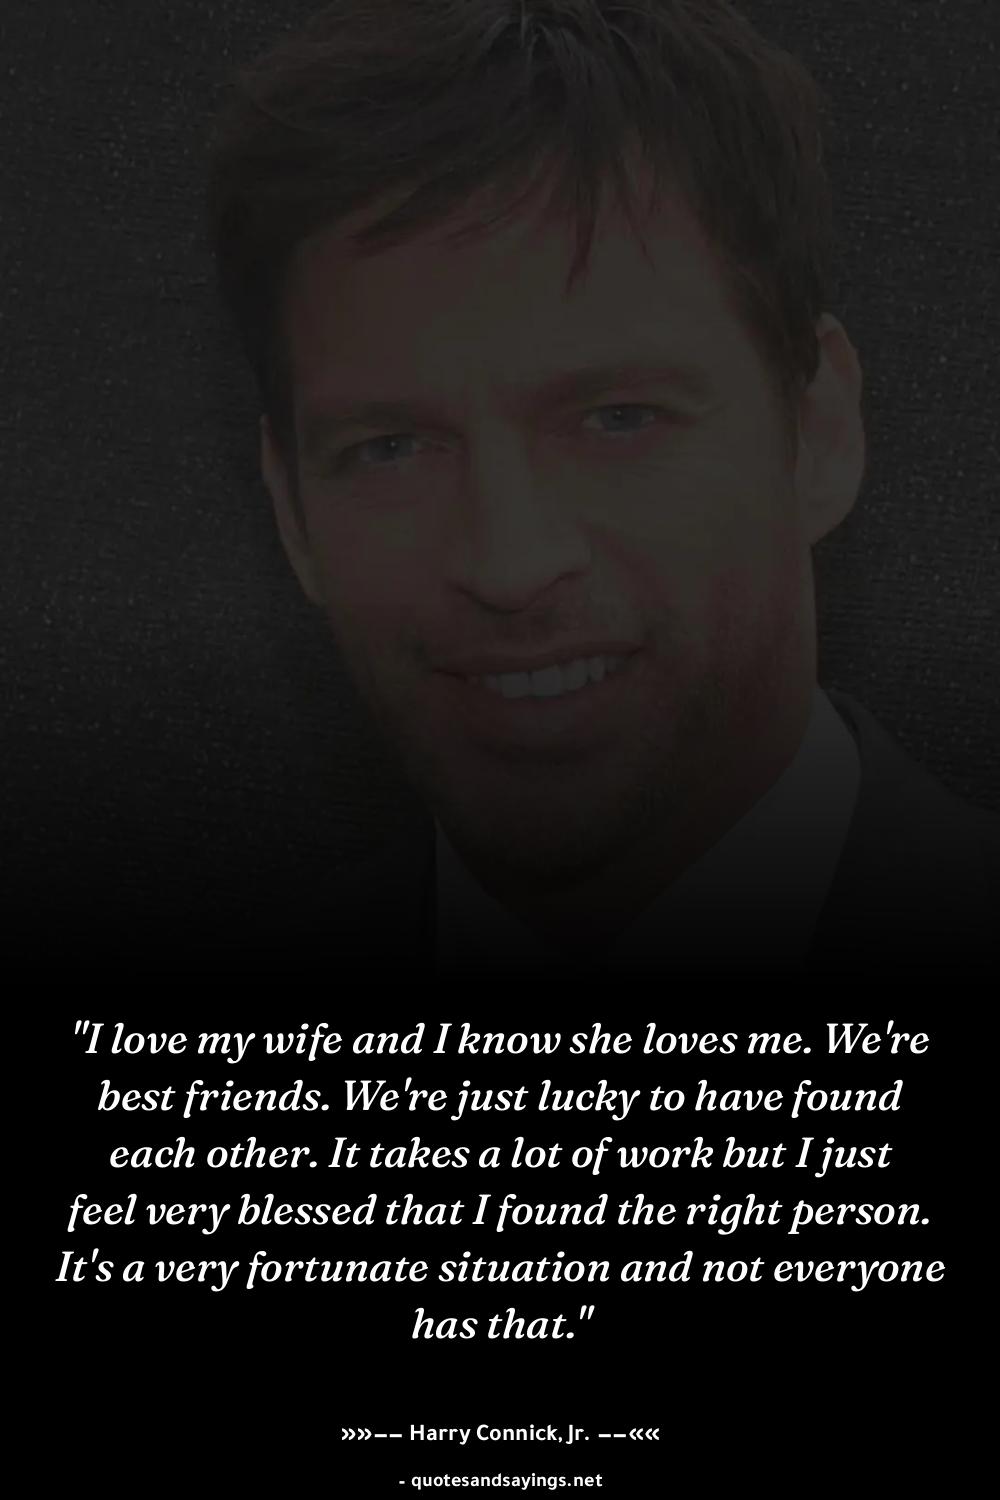 "I love my wife and I know she loves me. We're
best friends. We're just lucky to have found
each other. It takes a lot of work but I just
feel very blessed that I found the right person.
It's a very fortunate situation and not everyone
has that."
»»−− Harry Connick, Jr. −−««
- quotesandsayings.net